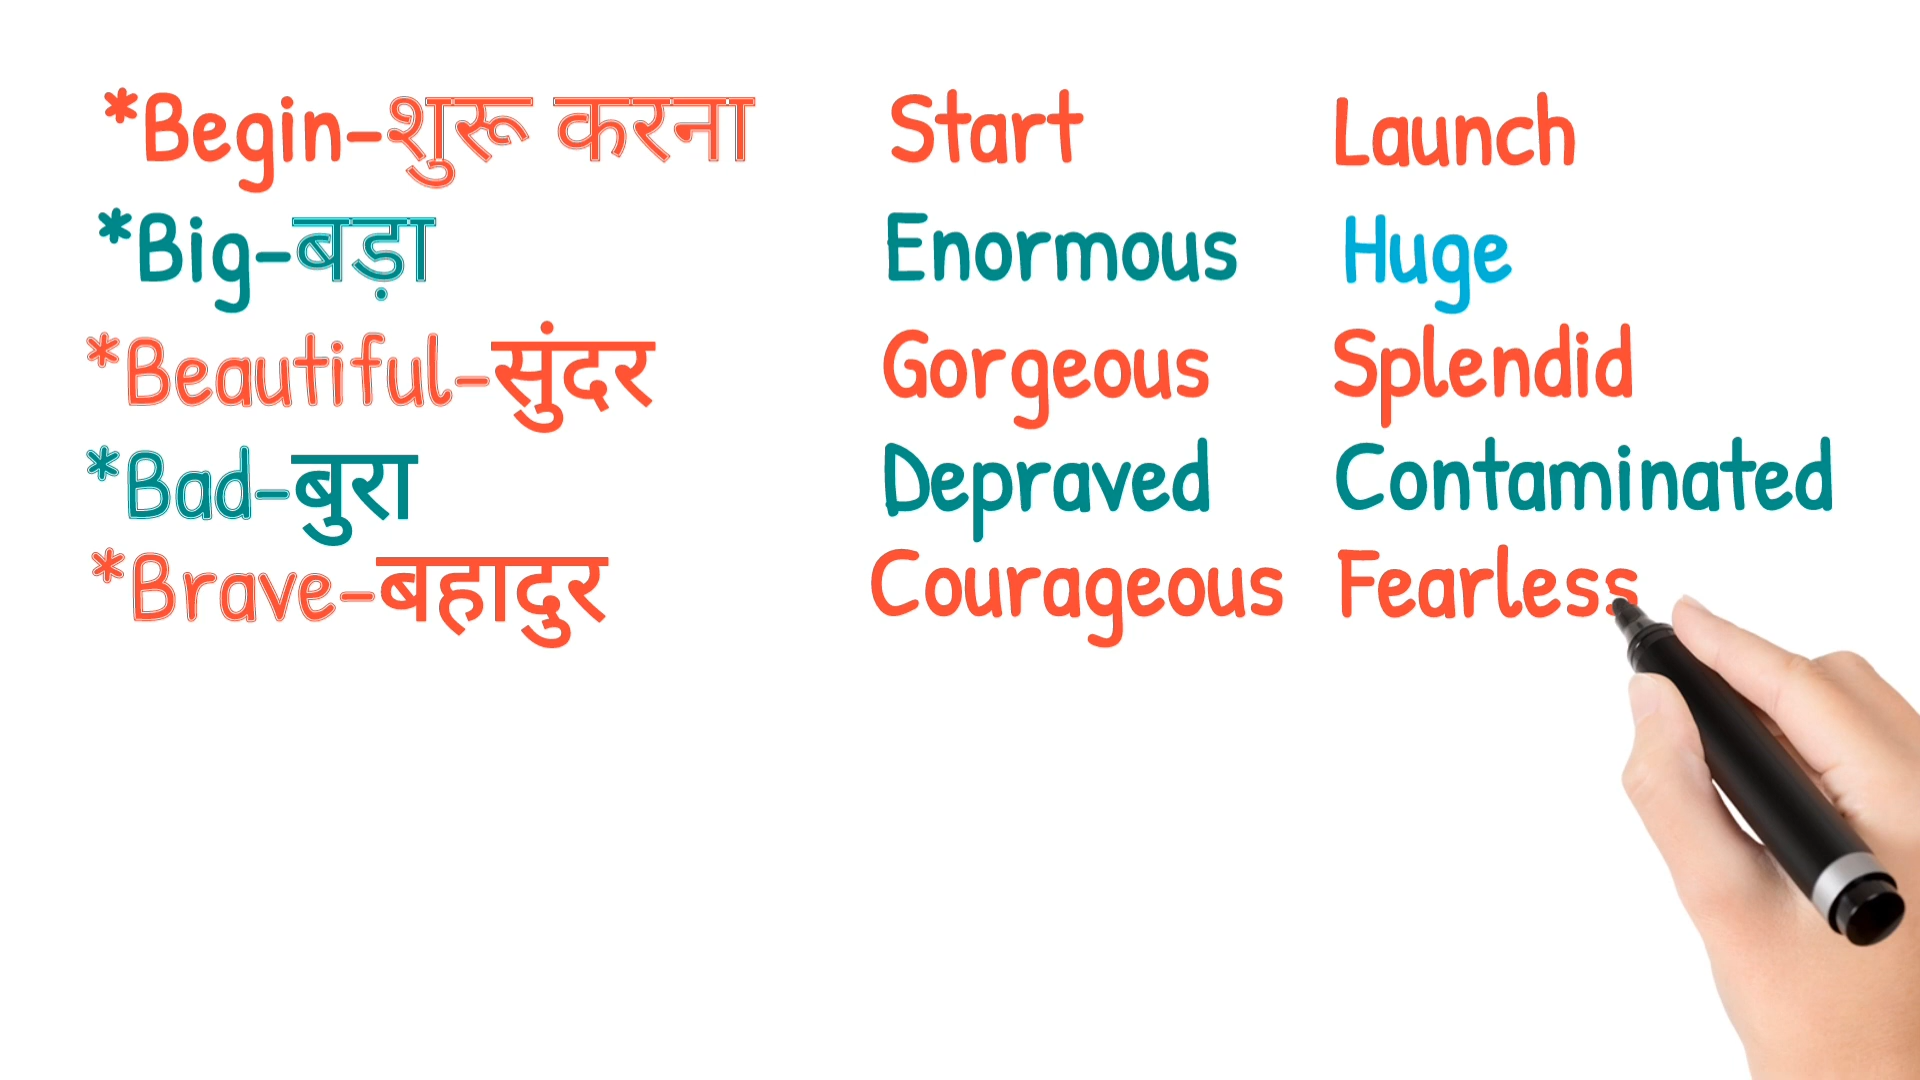 *Begin-शुरू करना Start Launch
*Big-बड़ा Enormous Huge
*Beautiful-सुंदर Gorgeous Splendid
*Bad-बुरा Depraved Contaminated
*Brave-बहादुर Courageous Fearless